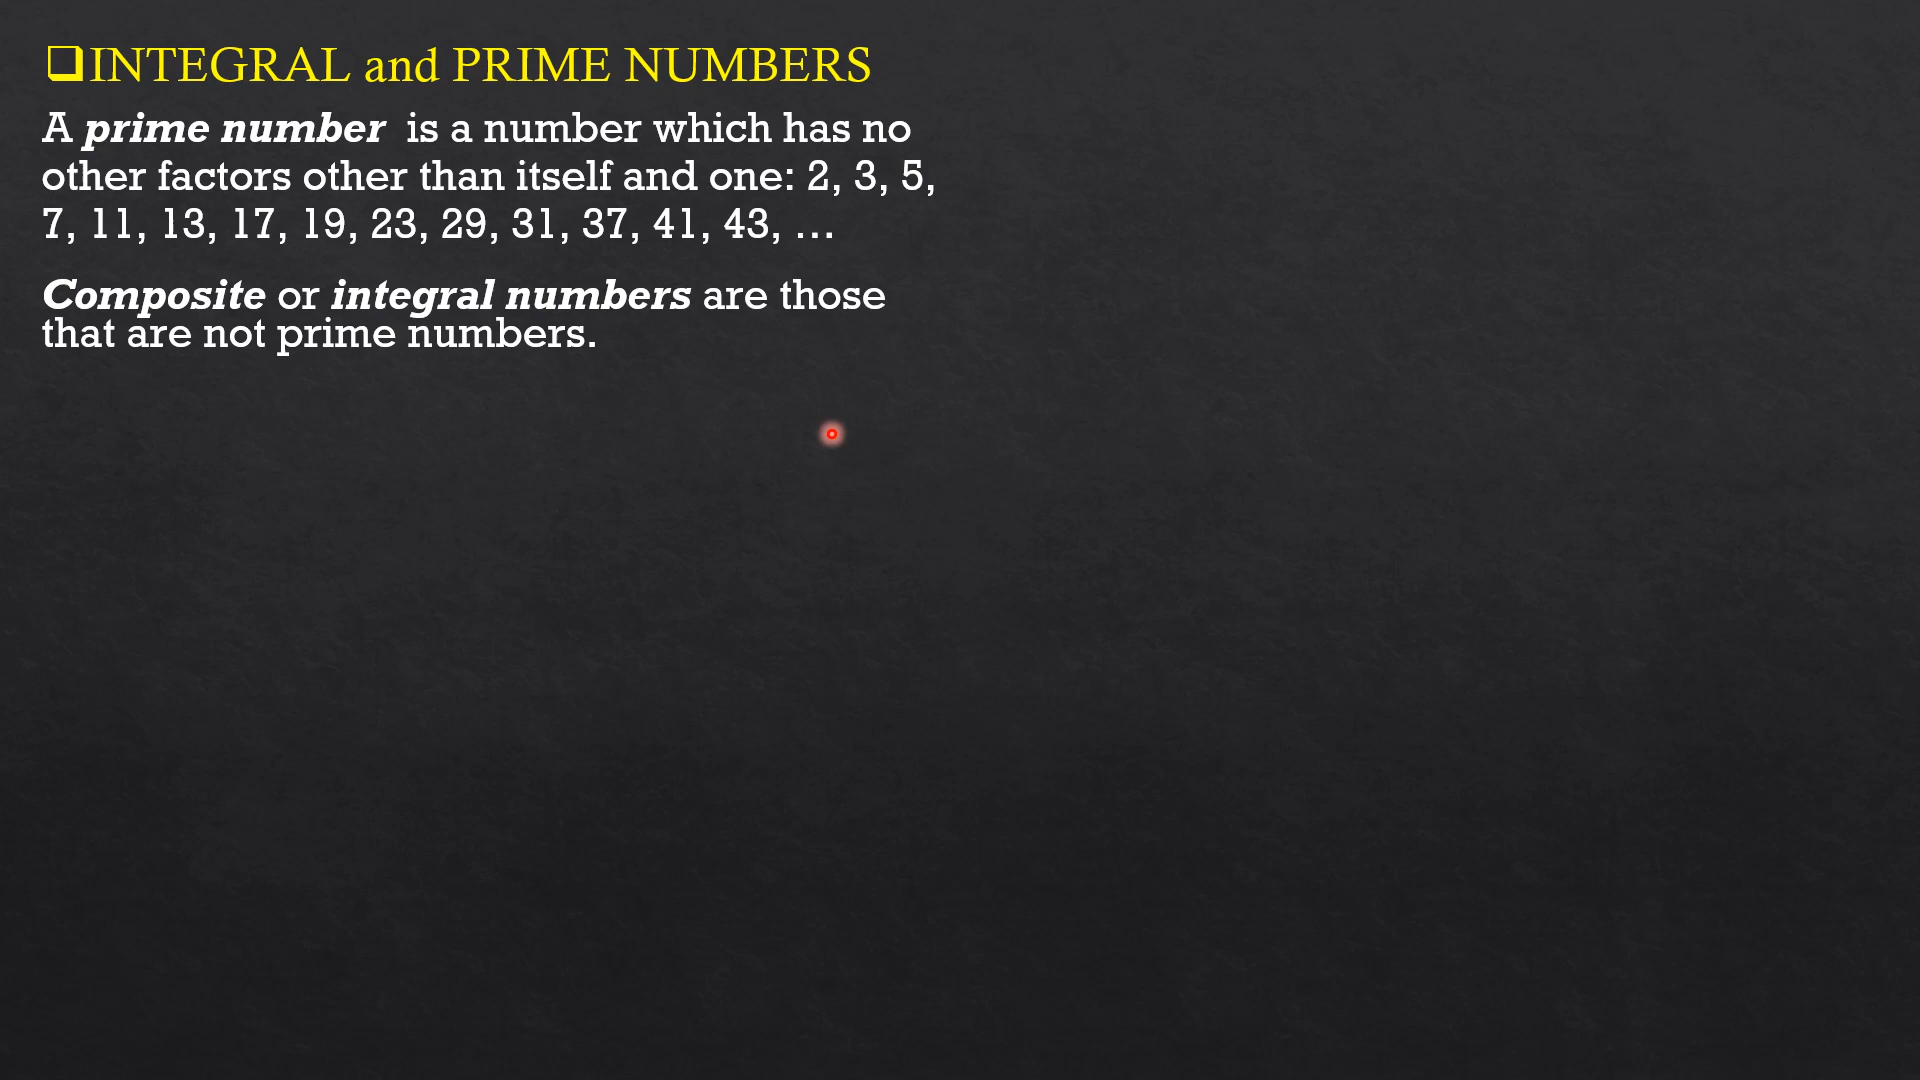 ❑INTEGRAL and PRIME NUMBERS
A prime number is a number which has no
other factors other than itself and one: 2, 3, 5,
7, 11, 13, 17, 19, 23, 29, 31, 37, 41, 43, …
Composite or integral numbers are those
that are not prime numbers.